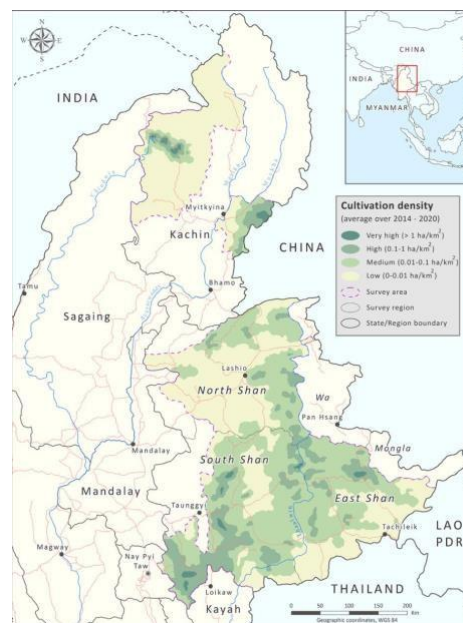 N
W
E
S
CHINA
INDIA
MYANMAR
INDIA
Myitkyina
Kachin
CHINA
Cultivation density
(average over 2014 - 2020)
Very high (> 1 ha/km²)
High (0.1-1 ha/km²)
Medium (0.01-0.1 ha/km²)
Low (0-0.01 ha/km²)
Survey area
Survey region
State/Region boundary
Tamu
Bhamo
Sagaing
Lashio
North Shan
Wa
Pan Hsang
Mandalay
Mongla
South Shan
Mandalay
East Shan
Taunggyi
Tachileik
LAO
PDR
Magway
Nay Pyi
Taw
Loikaw
Kayah
THAILAND
0 50 100 150 200
Km
Geographic coordinates, WGS 84